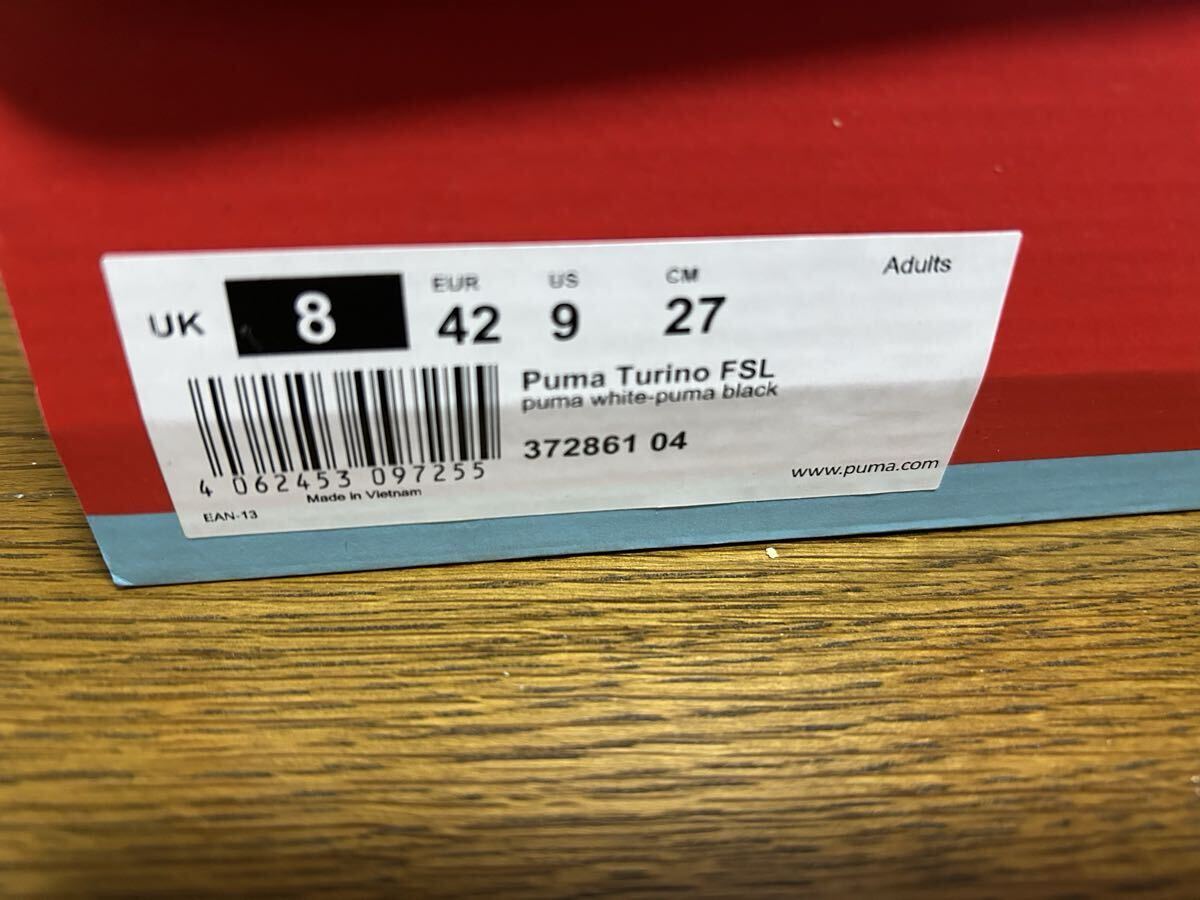 Adults
UK 8 EUR 42 US 9 CM 27
Puma Turino FSL
puma white-puma black
372861 04
4 062453 097255
Made in Vietnam
EAN-13
www.puma.com